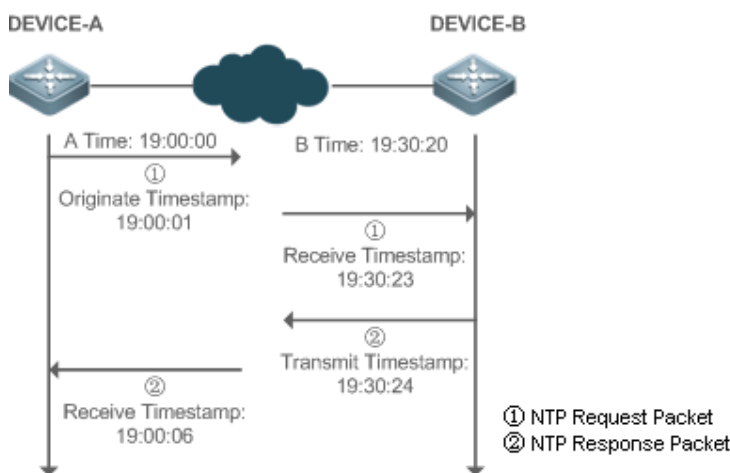 DEVICE-A
DEVICE-B
A Time: 19:00:00
B Time: 19:30:20
①
Originate Timestamp:
19:00:01
①
Receive Timestamp:
19:30:23
②
Transmit Timestamp:
19:30:24
②
Receive Timestamp:
19:00:06
① NTP Request Packet
② NTP Response Packet